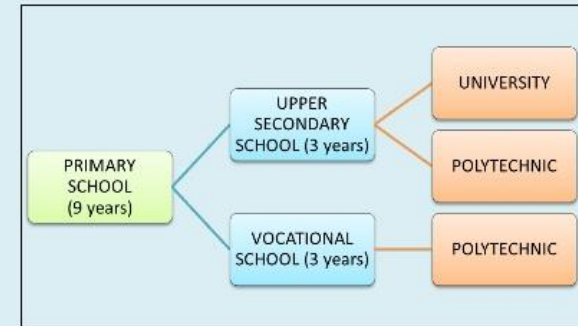 PRIMARY
SCHOOL
(9 years)
UPPER
SECONDARY
SCHOOL (3 years)
VOCATIONAL
SCHOOL (3 years)
UNIVERSITY
POLYTECHNIC
POLYTECHNIC